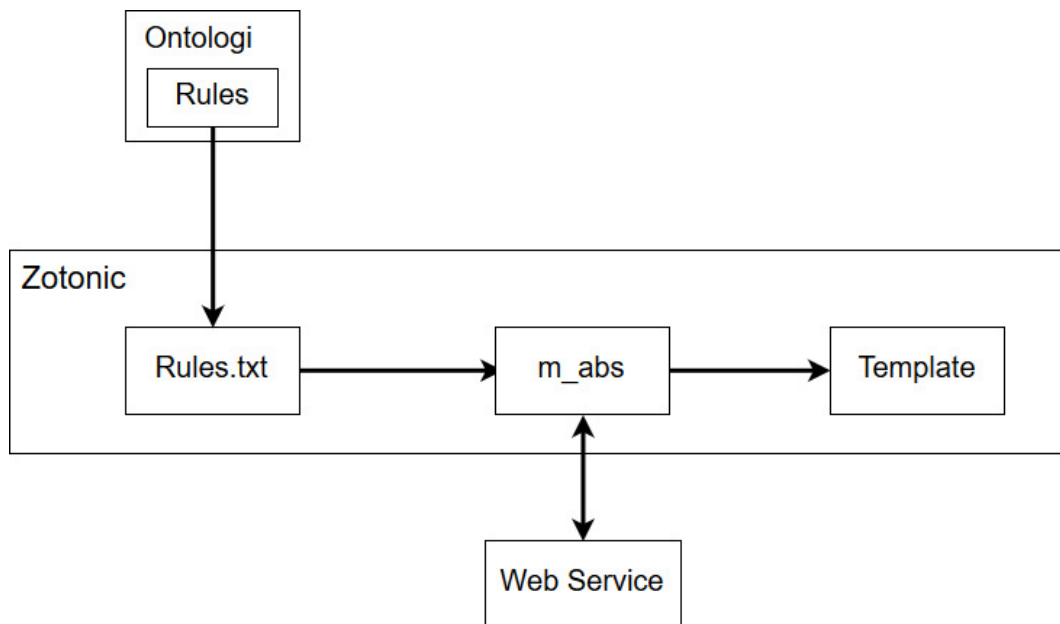 Ontologi
Rules
Zotonic
Rules.txt
m_abs
Template
Web Service